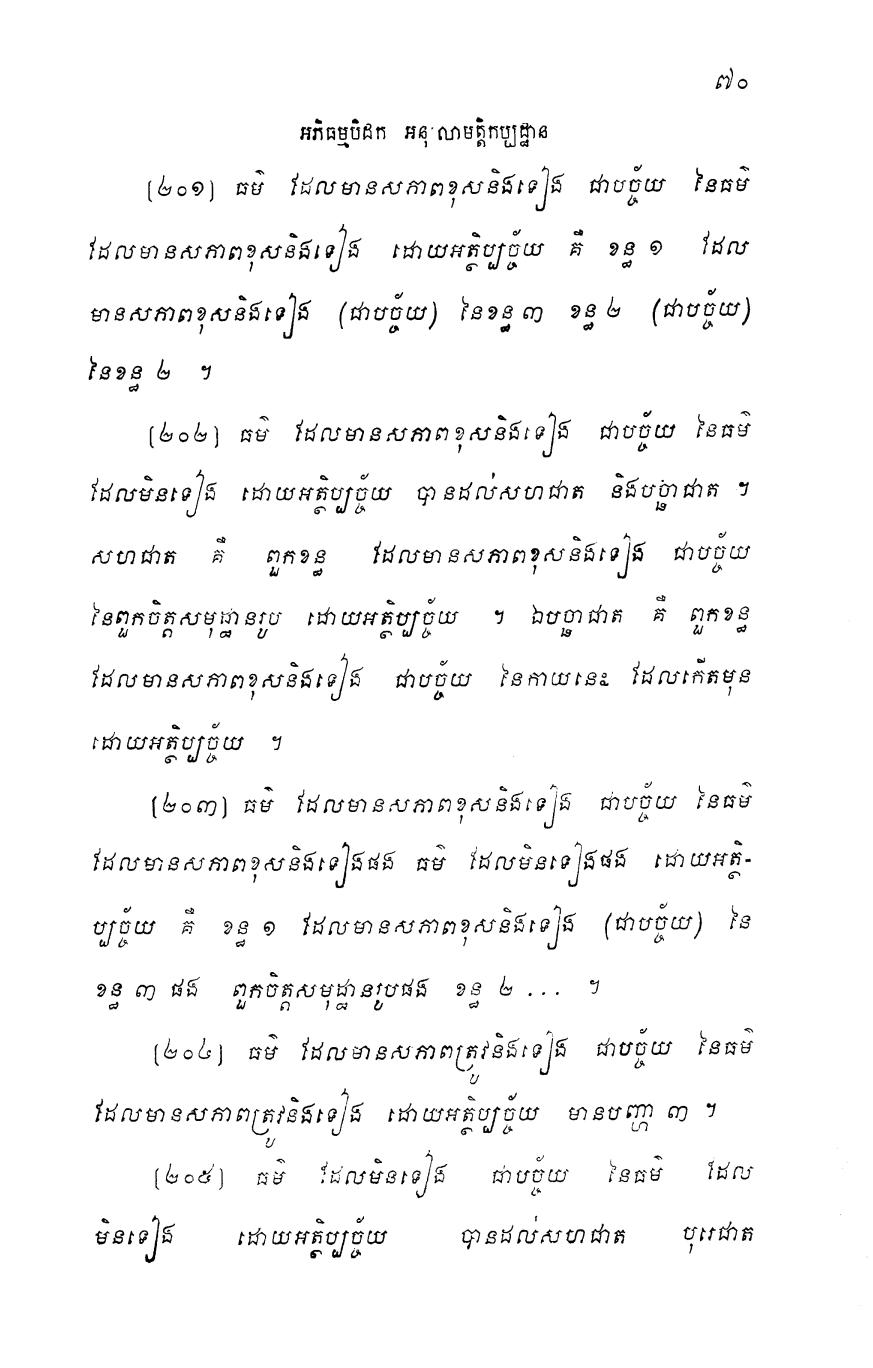 ៧០
អភិធម្មបិដក អនុលោមត្តិកប្បដ្ឋាន
(២០១) ធម៌ ដែលមានសភាពខុសនិងទៀង ជាបច្ច័យ នៃធម៌
ដែលមានសភាពខុសនិងទៀង ដោយអត្ថិប្បច្ច័យ គឺ ខន្ធ ១ ដែល
មានសភាពខុសនិងទៀង (ជាបច្ច័យ) នៃខន្ធ ៣ ខន្ធ ២ (ជាបច្ច័យ)
នៃខន្ធ ២ ។
(២០២) ធម៌ ដែលមានសភាពខុសនិងទៀង ជាបច្ច័យ នៃធម៌
ដែលមិនទៀង ដោយអត្ថិប្បច្ច័យ បានដល់សហជាត និងបច្ឆាជាត ។
សហជាត គឺ ពួកខន្ធ ដែលមានសភាពខុសនិងទៀង ជាបច្ច័យ
នៃពួកចិត្តសមុដ្ឋានរូប ដោយអត្ថិប្បច្ច័យ ។ ឯបច្ឆាជាត គឺ ពួកខន្ធ
ដែលមានសភាពខុសនិងទៀង ជាបច្ច័យ នៃកាយនេះ ដែលកើតមុន
ដោយអត្ថិប្បច្ច័យ ។
(២០៣) ធម៌ ដែលមានសភាពខុសនិងទៀង ជាបច្ច័យ នៃធម៌
ដែលមានសភាពខុសនិងទៀងផង ធម៌ ដែលមិនទៀងផង ដោយអត្ថិ-
ប្បច្ច័យ គឺ ខន្ធ ១ ដែលមានសភាពខុសនិងទៀង (ជាបច្ច័យ) នៃ
ខន្ធ ៣ ផង ពួកចិត្តសមុដ្ឋានរូបផង ខន្ធ ២ ... ។
(២០៤) ធម៌ ដែលមានសភាពត្រូវនិងទៀង ជាបច្ច័យ នៃធម៌
ដែលមានសភាពត្រូវនិងទៀង ដោយអត្ថិប្បច្ច័យ មានបញ្ហា ៣ ។
(២០៥) ធម៌ ដែលមិនទៀង ជាបច្ច័យ នៃធម៌ ដែល
មិនទៀង ដោយអត្ថិប្បច្ច័យ បានដល់សហជាត បុរេជាត